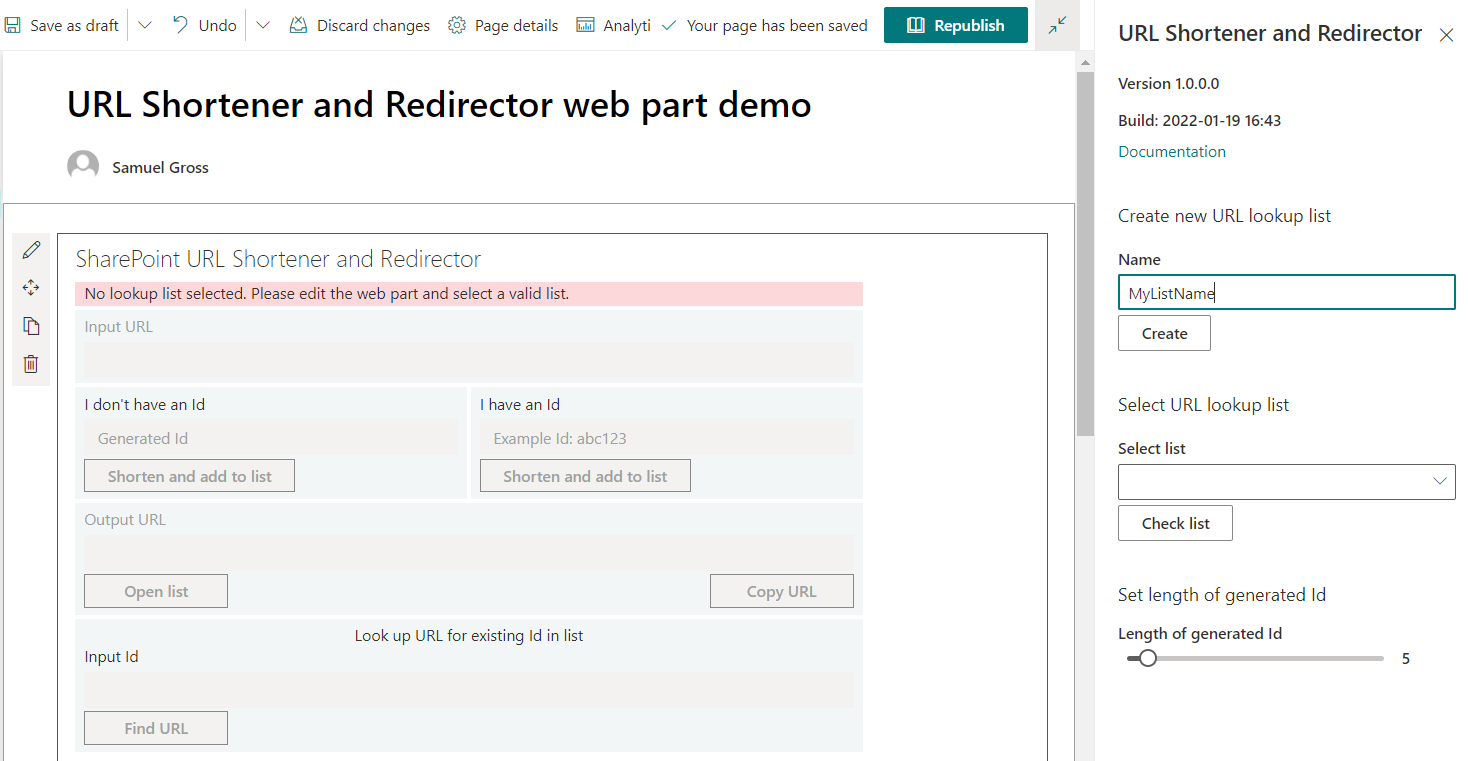 Save as draft
Undo
Discard changes
Page details
Analyti
Your page has been saved
Republish
URL Shortener and Redirector web part demo
Samuel Gross
SharePoint URL Shortener and Redirector
No lookup list selected. Please edit the web part and select a valid list.
Input URL
I don't have an Id
I have an Id
Generated Id
Example Id: abc123
Shorten and add to list
Shorten and add to list
Output URL
Open list
Copy URL
Look up URL for existing Id in list
Input Id
Find URL
URL Shortener and Redirector
Version 1.0.0.0
Build: 2022-01-19 16:43
Documentation
Create new URL lookup list
Name
MyListName
Create
Select URL lookup list
Select list
Check list
Set length of generated Id
Length of generated Id
5